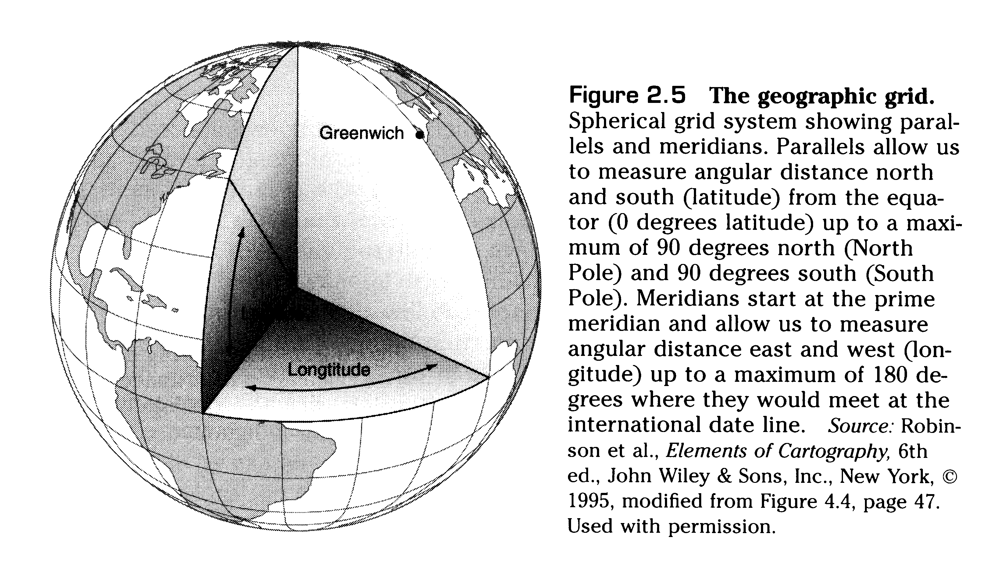 Greenwich
Longtitude
Figure 2.5 The geographic grid.
Spherical grid system showing paral-
lels and meridians. Parallels allow us
to measure angular distance north
and south (latitude) from the equa-
tor (0 degrees latitude) up to a maxi-
mum of 90 degrees north (North
Pole) and 90 degrees south (South
Pole). Meridians start at the prime
meridian and allow us to measure
angular distance east and west (lon-
gitude) up to a maximum of 180 de-
grees where they would meet at the
international date line. Source: Robin-
son et al., Elements of Cartography, 6th
ed., John Wiley & Sons, Inc., New York, ©
1995, modified from Figure 4.4, page 47.
Used with permission.